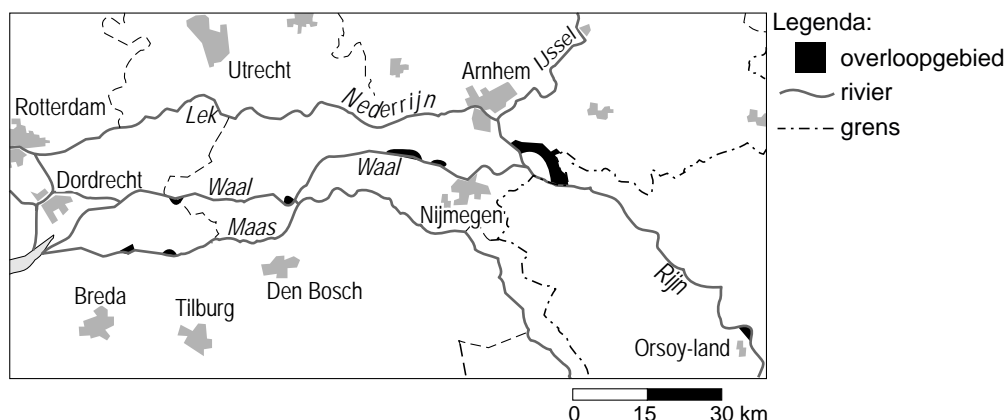 Legenda:
overloopgebied
rivier
grens
Utrecht
Arnhem
IJssel
Rotterdam
Lek
Nederrijn
Dordrecht
Waal
Waal
Maas
Nijmegen
Rijn
Breda
Tilburg
Den Bosch
Orsoy-land
0 15 30 km